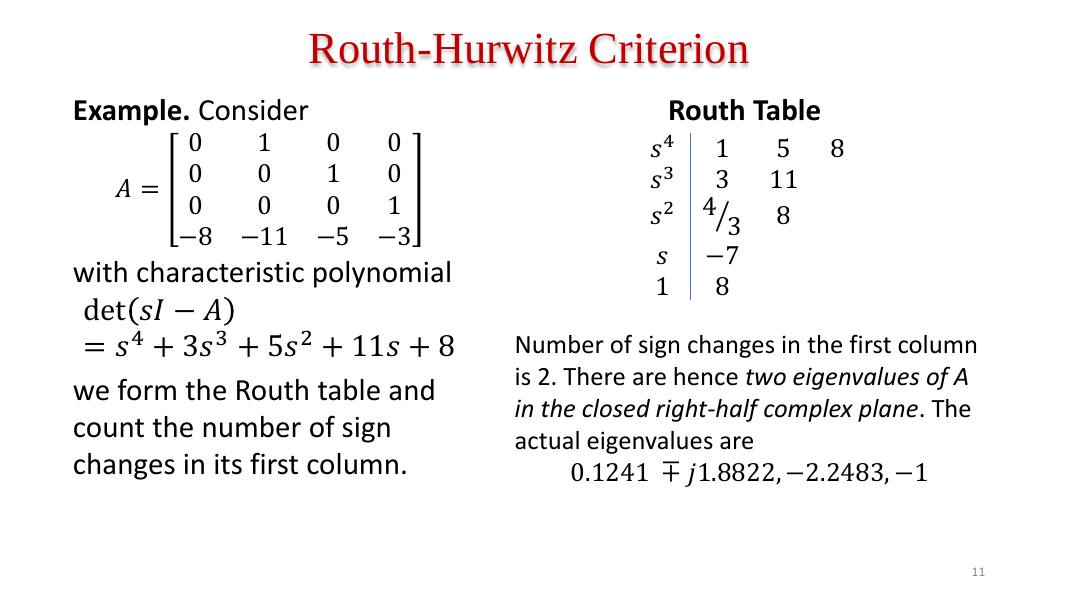 Routh-Hurwitz Criterion
Example. Consider
A = [0 1 0 0
0 0 1 0
0 0 0 1
−8 −11 −5 −3]
with characteristic polynomial
det(sI − A)
= s⁴ + 3s³ + 5s² + 11s + 8
we form the Routh table and
count the number of sign
changes in its first column.
Routh Table
s⁴ 1 5 8
s³ 3 11
s² 4/3 8
s −7
1 8
Number of sign changes in the first column
is 2. There are hence two eigenvalues of A
in the closed right-half complex plane. The
actual eigenvalues are
0.1241 ∓ j1.8822, −2.2483, −1
11